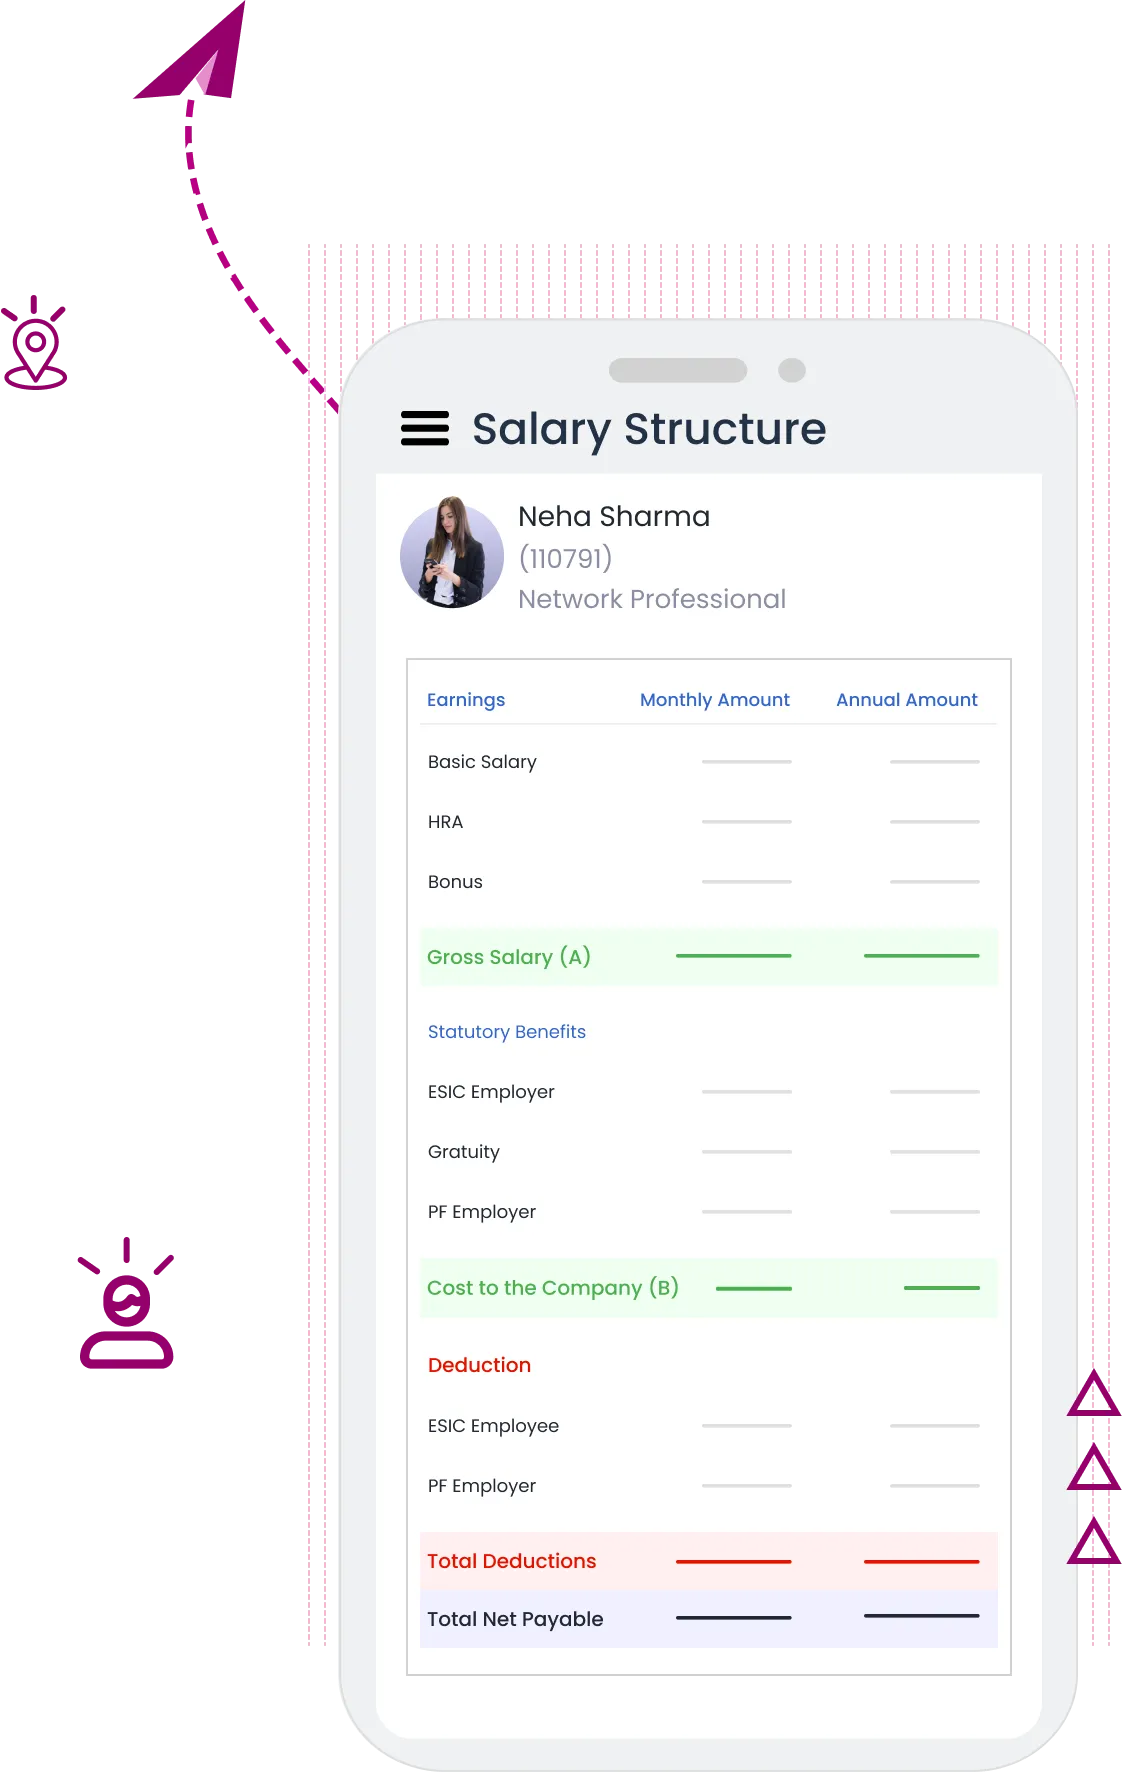 Salary Structure
Neha Sharma
(110791)
Network Professional
Earnings Monthly Amount Annual Amount
Basic Salary
HRA
Bonus
Gross Salary (A)
Statutory Benefits
ESIC Employer
Gratuity
PF Employer
Cost to the Company (B)
Deduction
ESIC Employee
PF Employer
Total Deductions
Total Net Payable